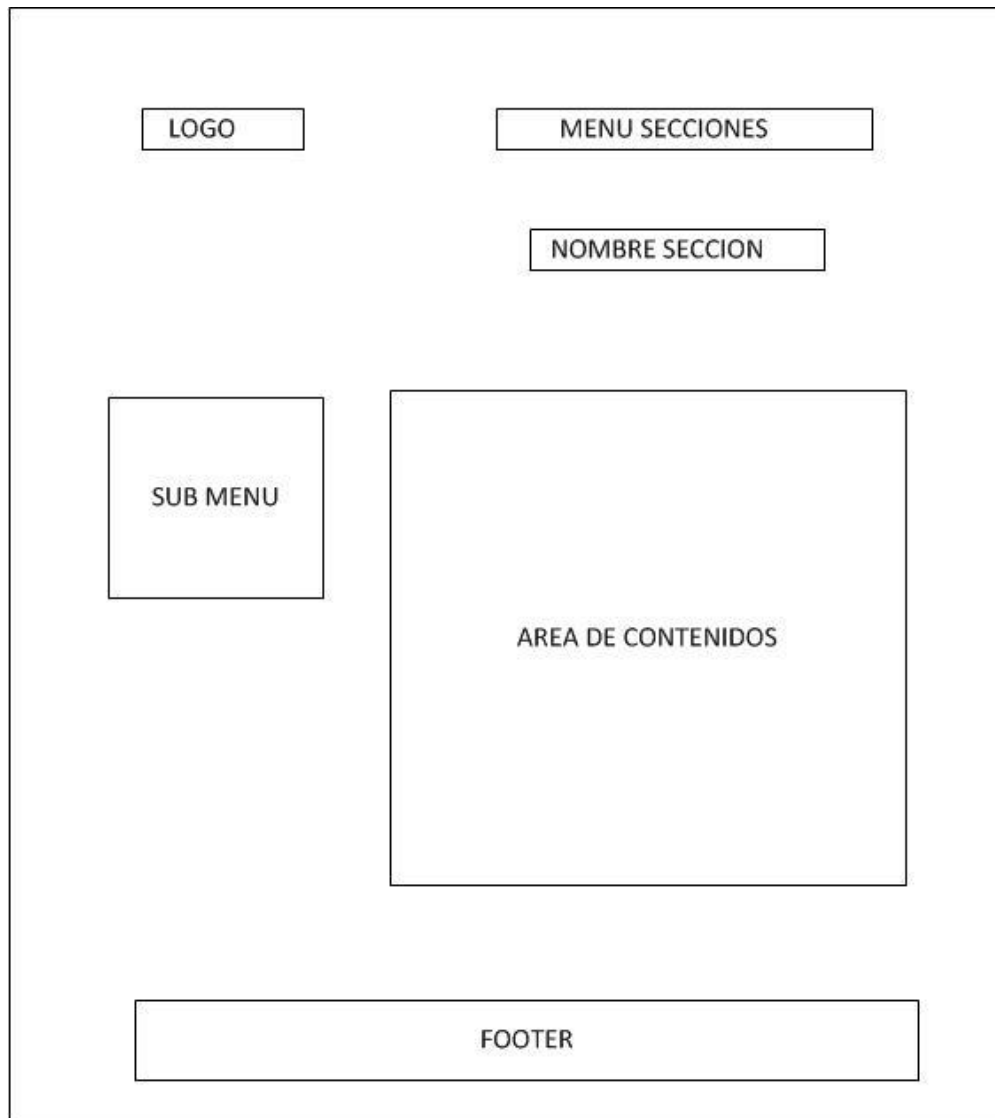 LOGO
MENU SECCIONES
NOMBRE SECCION
SUB MENU
AREA DE CONTENIDOS
FOOTER